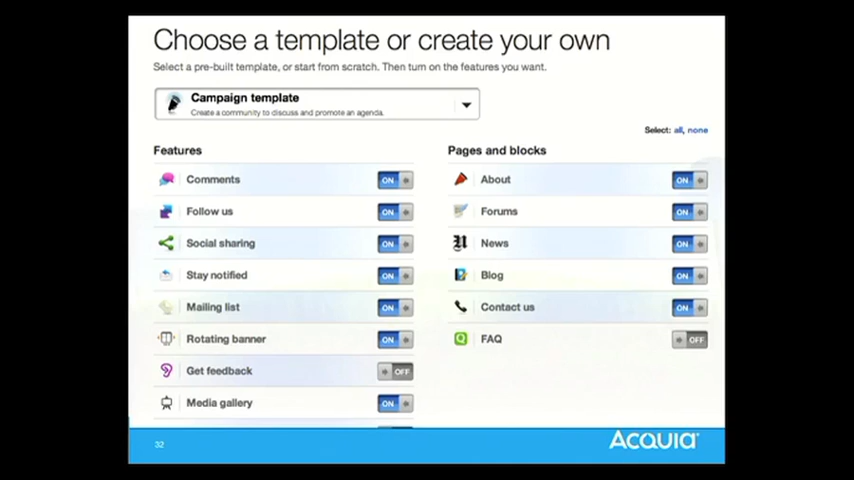 Choose a template or create your own
Select a pre-built template, or start from scratch. Then turn on the features you want.
Campaign template
Create a community to discuss and promote an agenda.
Select: all, none
Features
Comments ON
Follow us ON
Social sharing ON
Stay notified ON
Mailing list ON
Rotating banner ON
Get feedback OFF
Media gallery ON
Pages and blocks
About ON
Forums ON
News ON
Blog ON
Contact us ON
FAQ OFF
32
ACQUIA